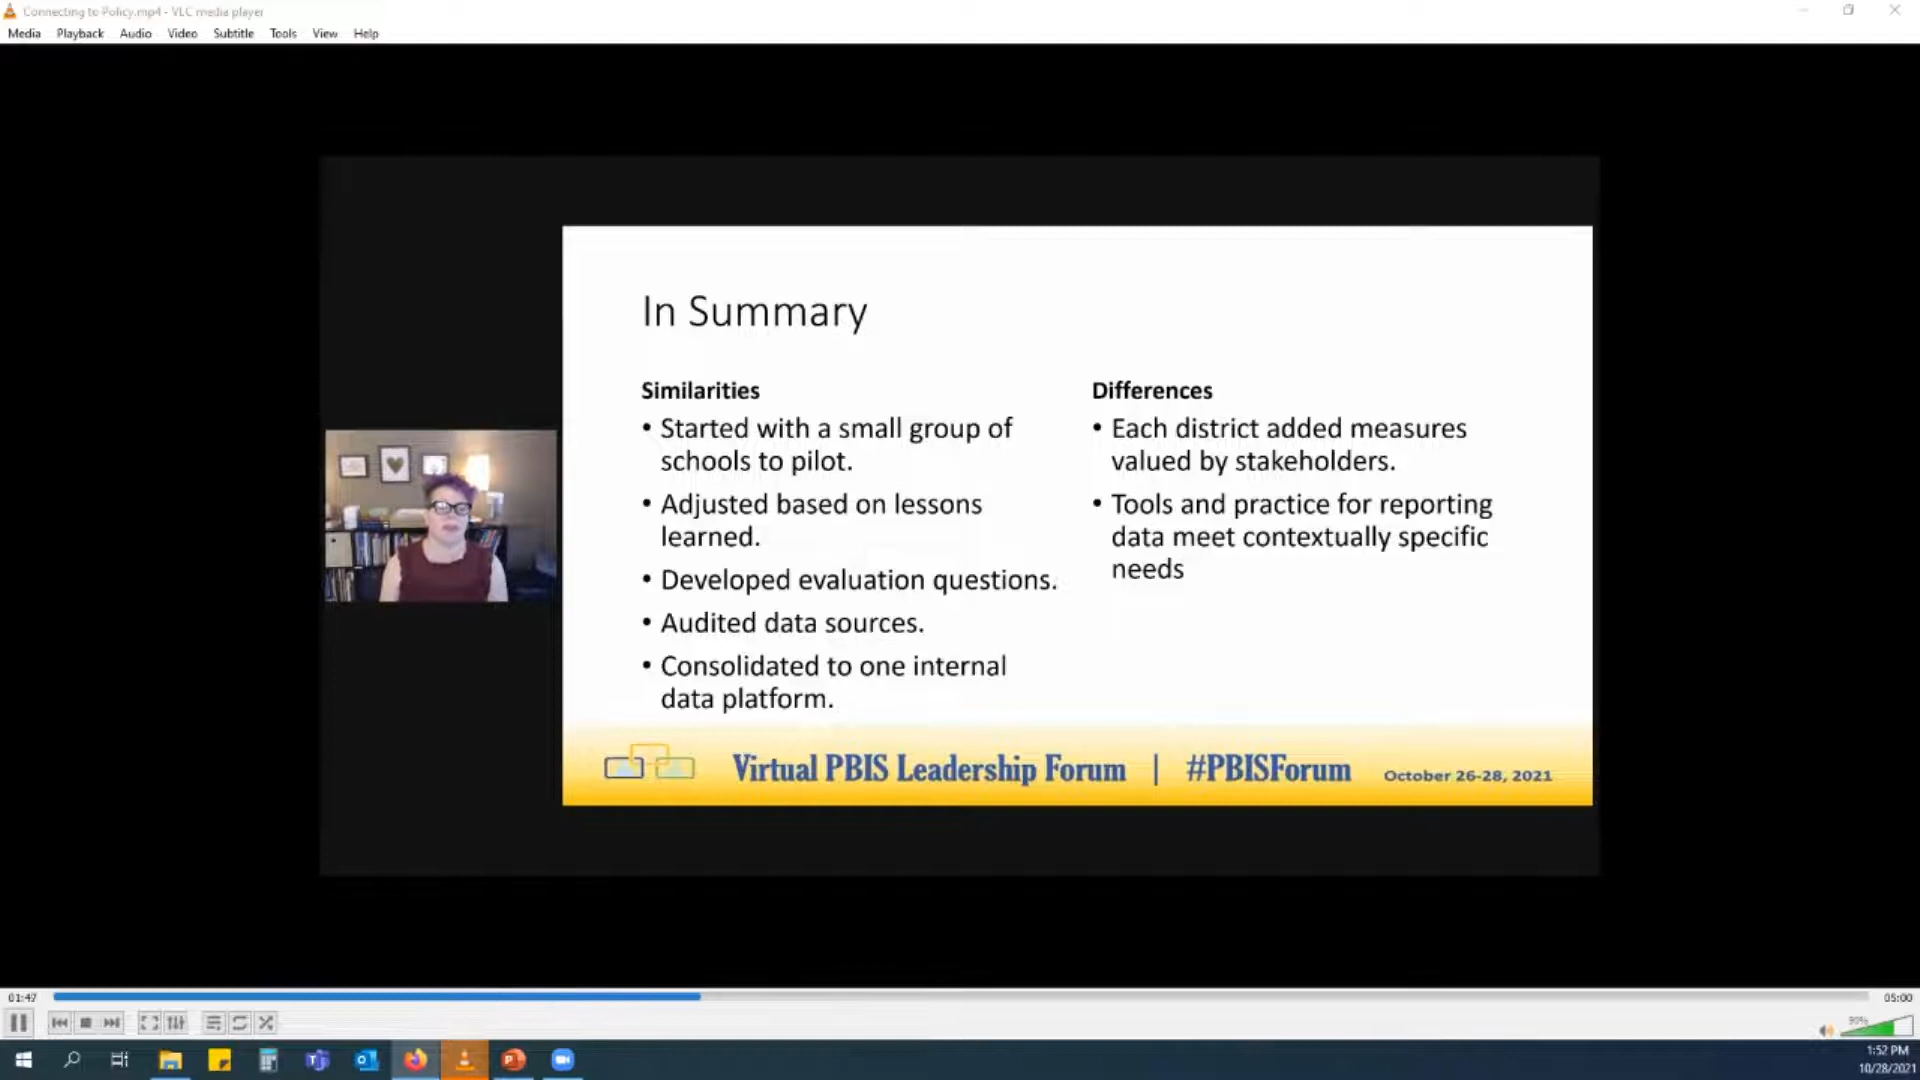 Connecting to Policy.mp4 - VLC media player
Media Playback Audio Video Subtitle Tools View Help
In Summary
Similarities
• Started with a small group of
schools to pilot.
• Adjusted based on lessons
learned.
• Developed evaluation questions.
• Audited data sources.
• Consolidated to one internal
data platform.
Differences
• Each district added measures
valued by stakeholders.
• Tools and practice for reporting
data meet contextually specific
needs
Virtual PBIS Leadership Forum | #PBISForum October 26-28, 2021
01:47
05:00
1:52 PM
10/28/2021